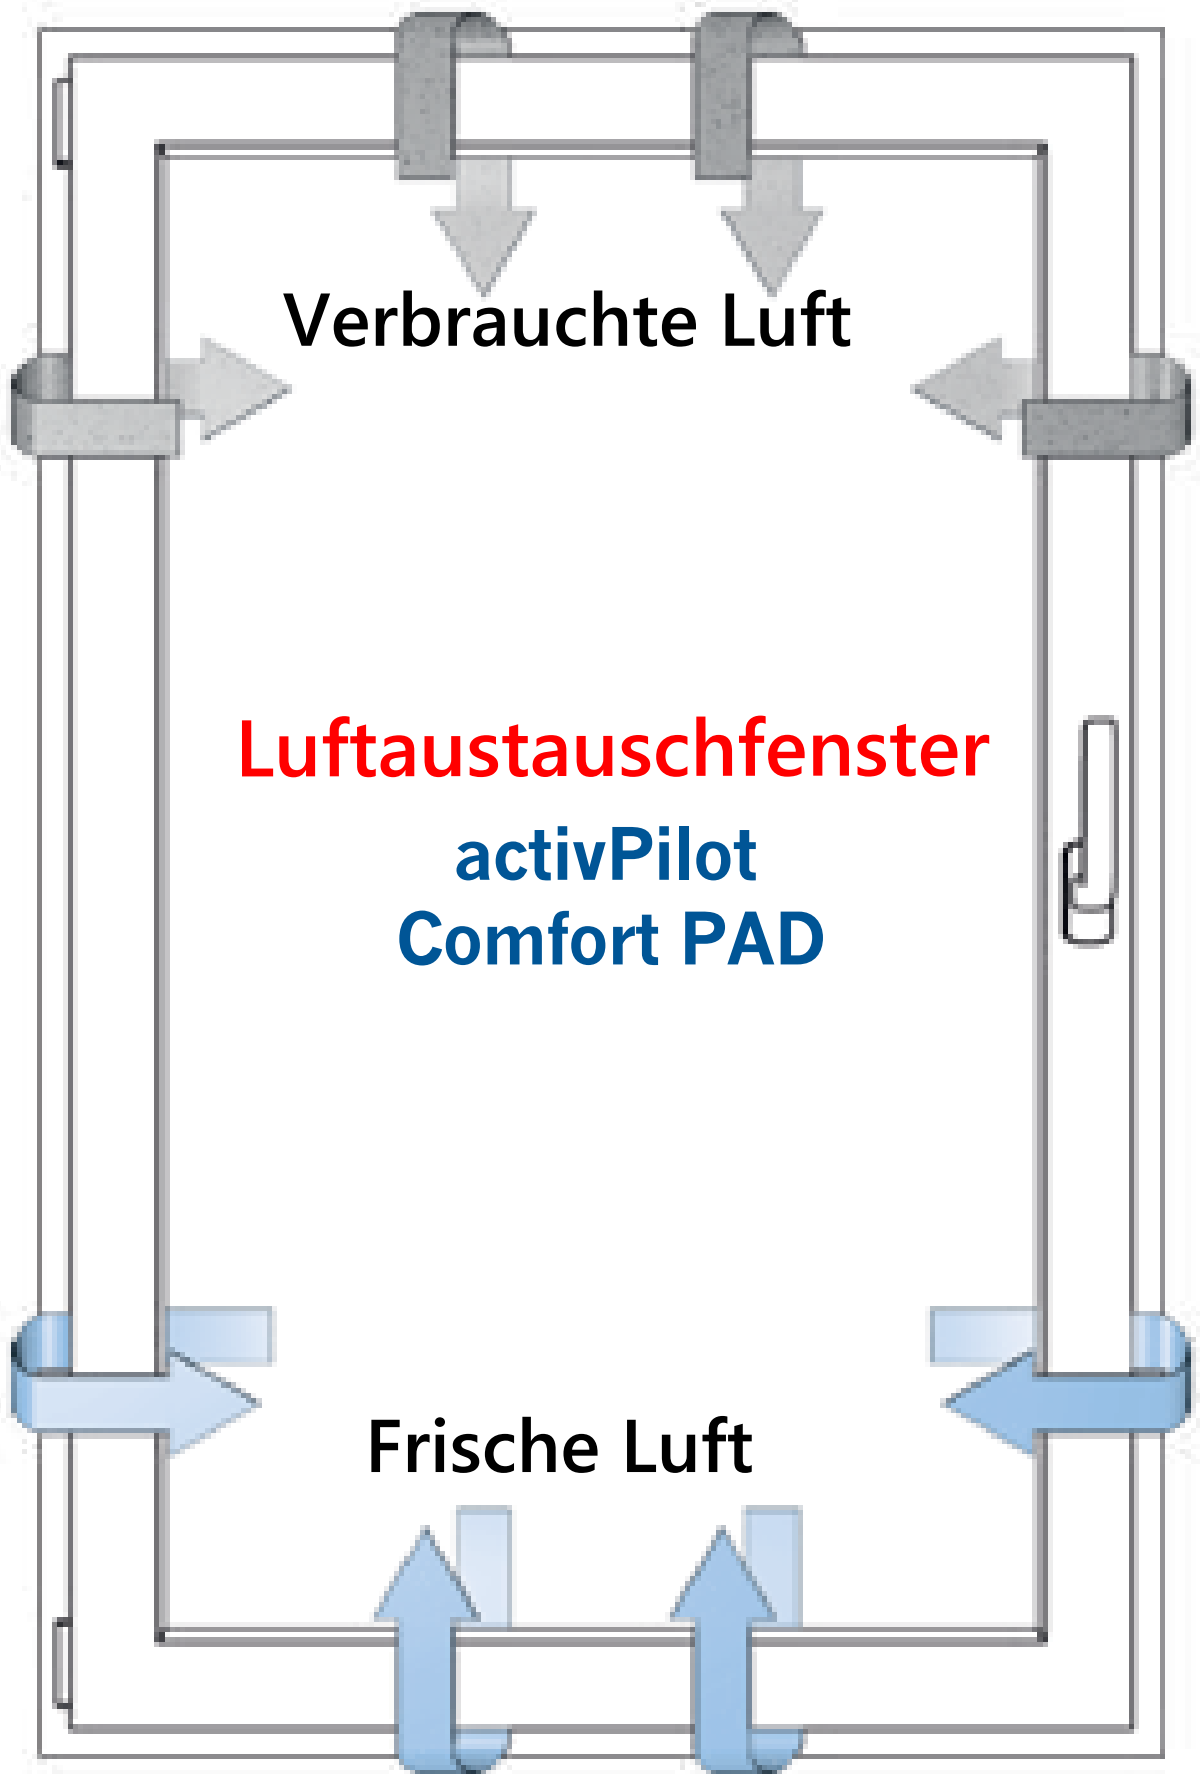 Verbrauchte Luft
Luftaustauschfenster
activPilot
Comfort PAD
Frische Luft